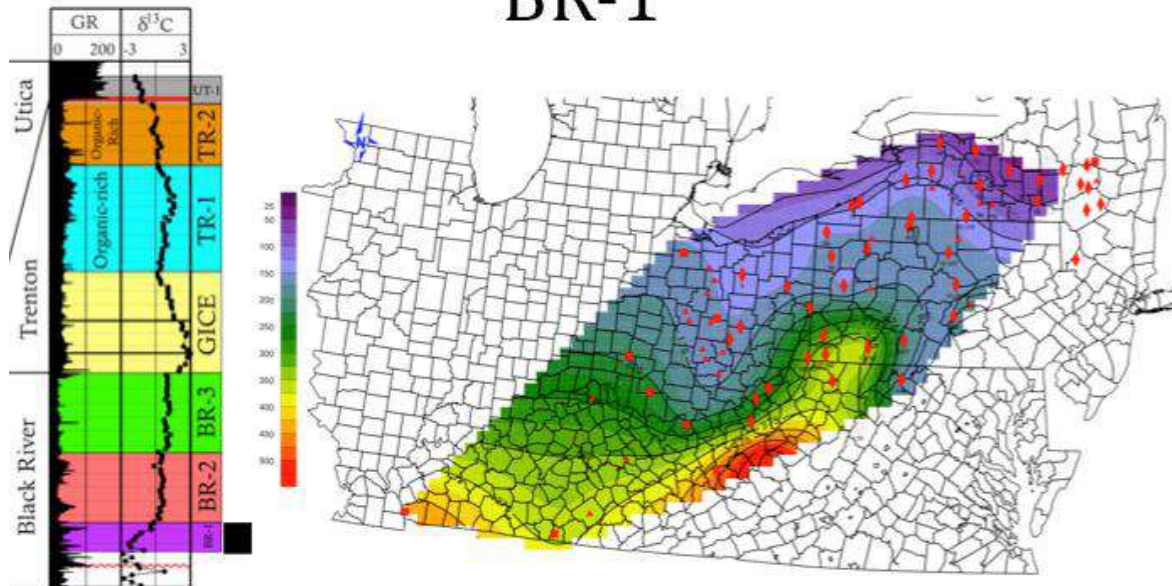 BR-1
GR
δ¹³C
0 200 -3 3
Utica
UT-1
Organic-
Rich
TR-2
Organic-rich
TR-1
Trenton
GICE
BR-3
Black River
BR-2
BR-1
N
25
50
100
150
200
250
300
350
400
450
500